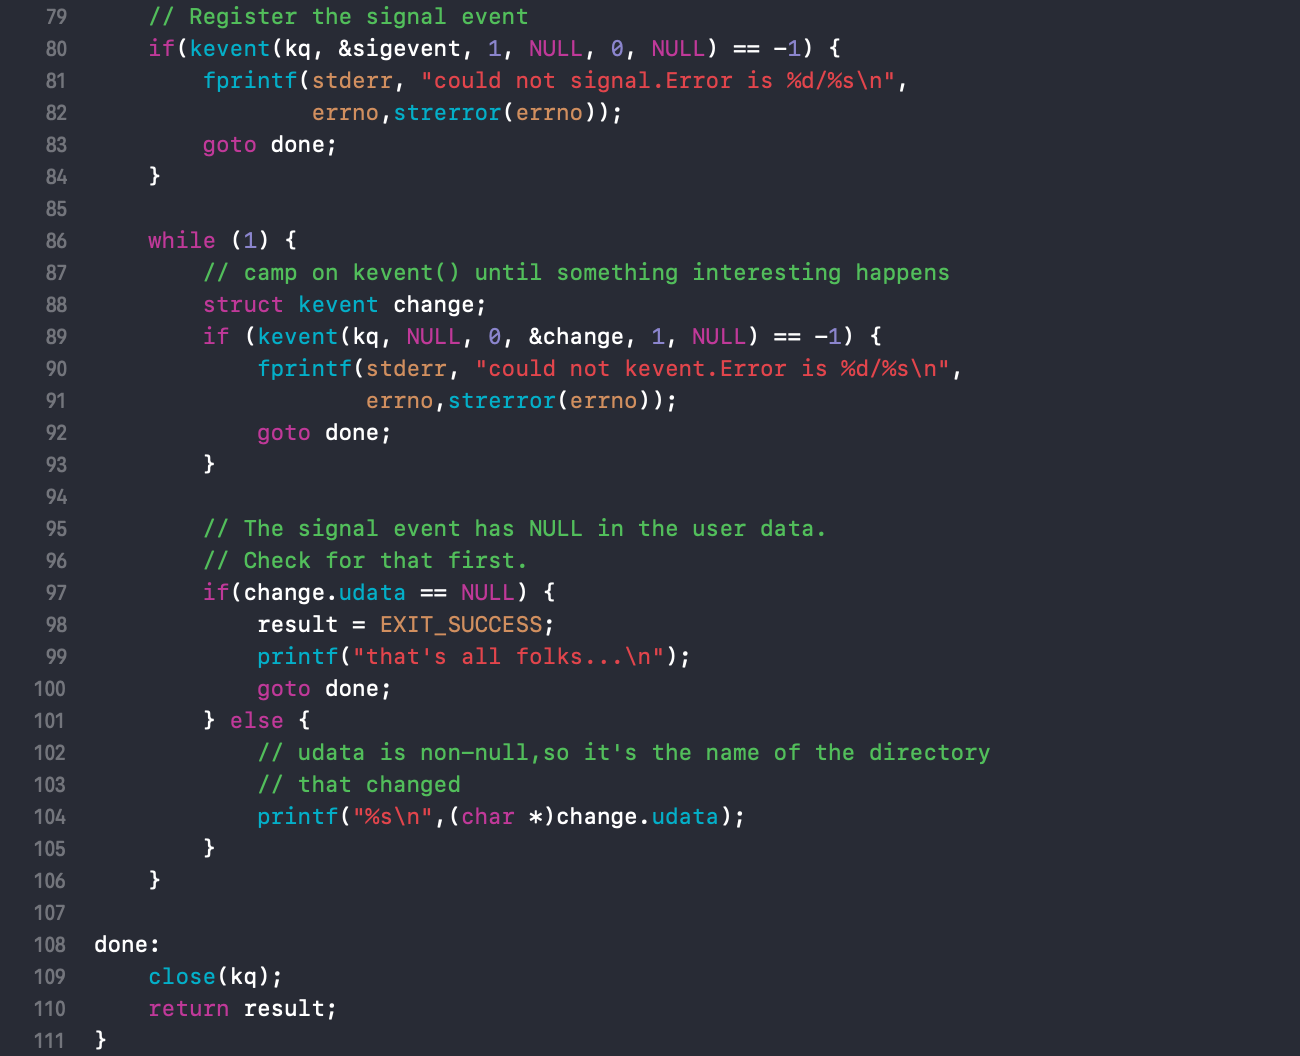 79 // Register the signal event
80 if(kevent(kq, &sigevent, 1, NULL, 0, NULL) == -1) {
81 fprintf(stderr, "could not signal.Error is %d/%s\n",
82 errno,strerror(errno));
83 goto done;
84 }
85
86 while (1) {
87 // camp on kevent() until something interesting happens
88 struct kevent change;
89 if (kevent(kq, NULL, 0, &change, 1, NULL) == -1) {
90 fprintf(stderr, "could not kevent.Error is %d/%s\n",
91 errno,strerror(errno));
92 goto done;
93 }
94
95 // The signal event has NULL in the user data.
96 // Check for that first.
97 if(change.udata == NULL) {
98 result = EXIT_SUCCESS;
99 printf("that's all folks...\n");
100 goto done;
101 } else {
102 // udata is non-null,so it's the name of the directory
103 // that changed
104 printf("%s\n",(char *)change.udata);
105 }
106 }
107
108 done:
109 close(kq);
110 return result;
111 }